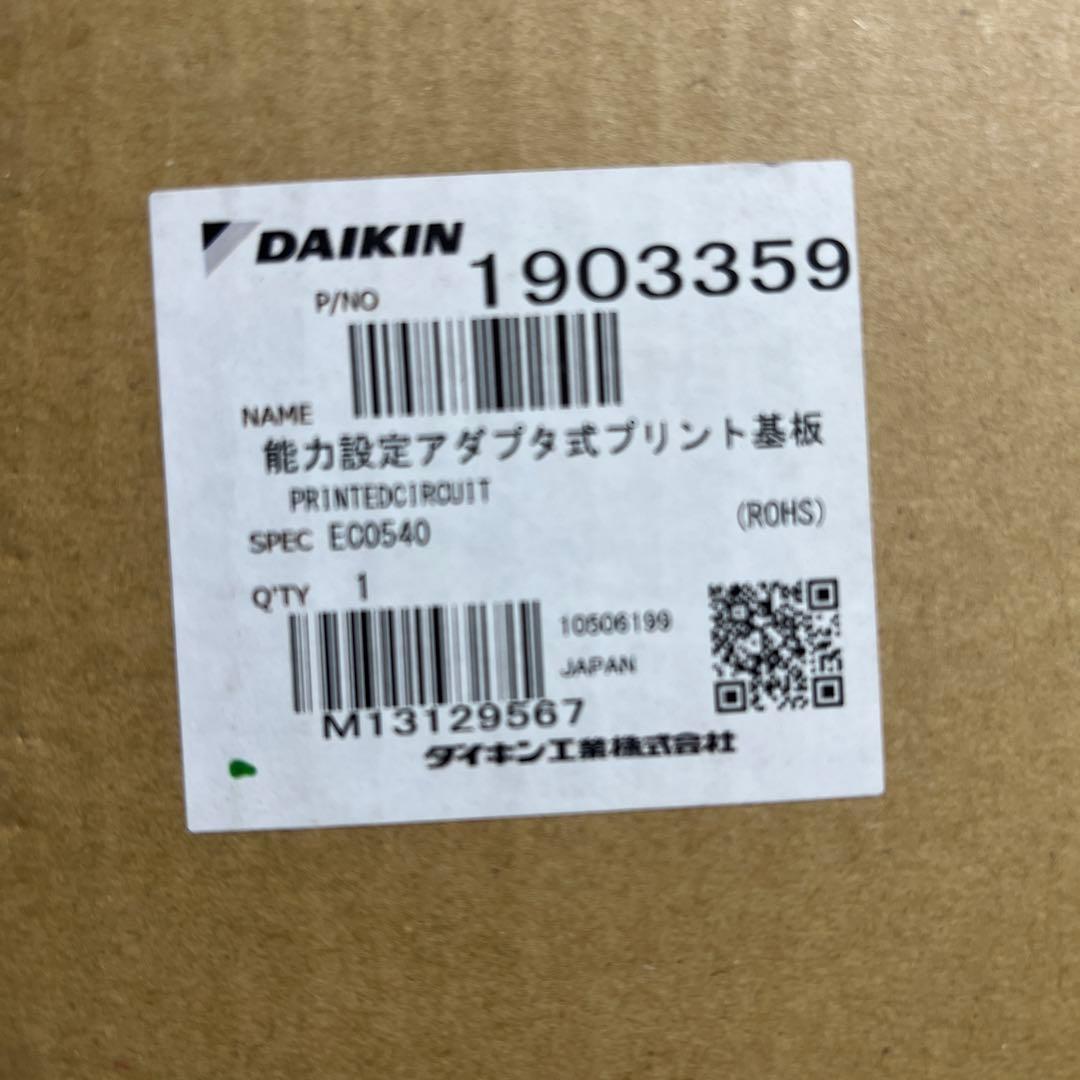 DAIKIN
P/NO 1903359
NAME
能力設定アダプタ式プリント基板
PRINTEDCIRCUIT
SPEC EC0540 (ROHS)
Q'TY 1
10506199
JAPAN
M13129567
ダイキン工業株式会社